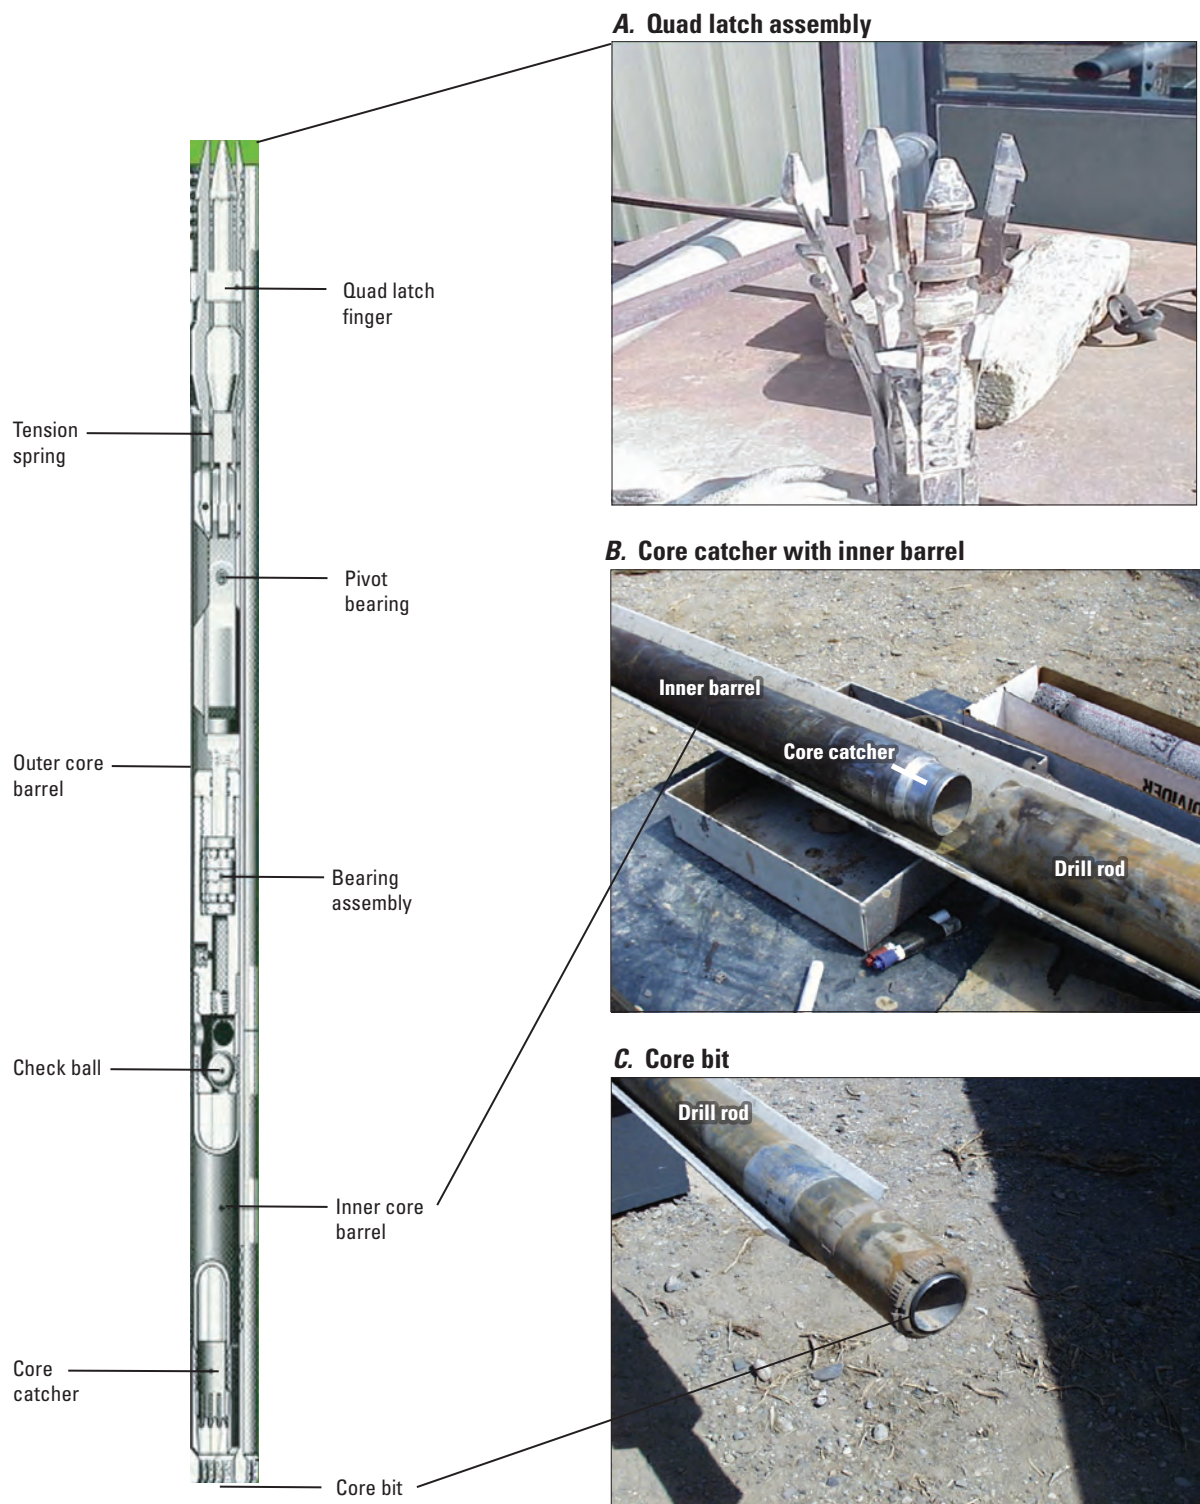 A. Quad latch assembly
Quad latch
finger
Tension
spring
Pivot
bearing
B. Core catcher with inner barrel
Inner barrel
Core catcher
Drill rod
DIVIDER
Outer core
barrel
Bearing
assembly
C. Core bit
Drill rod
Check ball
Inner core
barrel
Core
catcher
Core bit